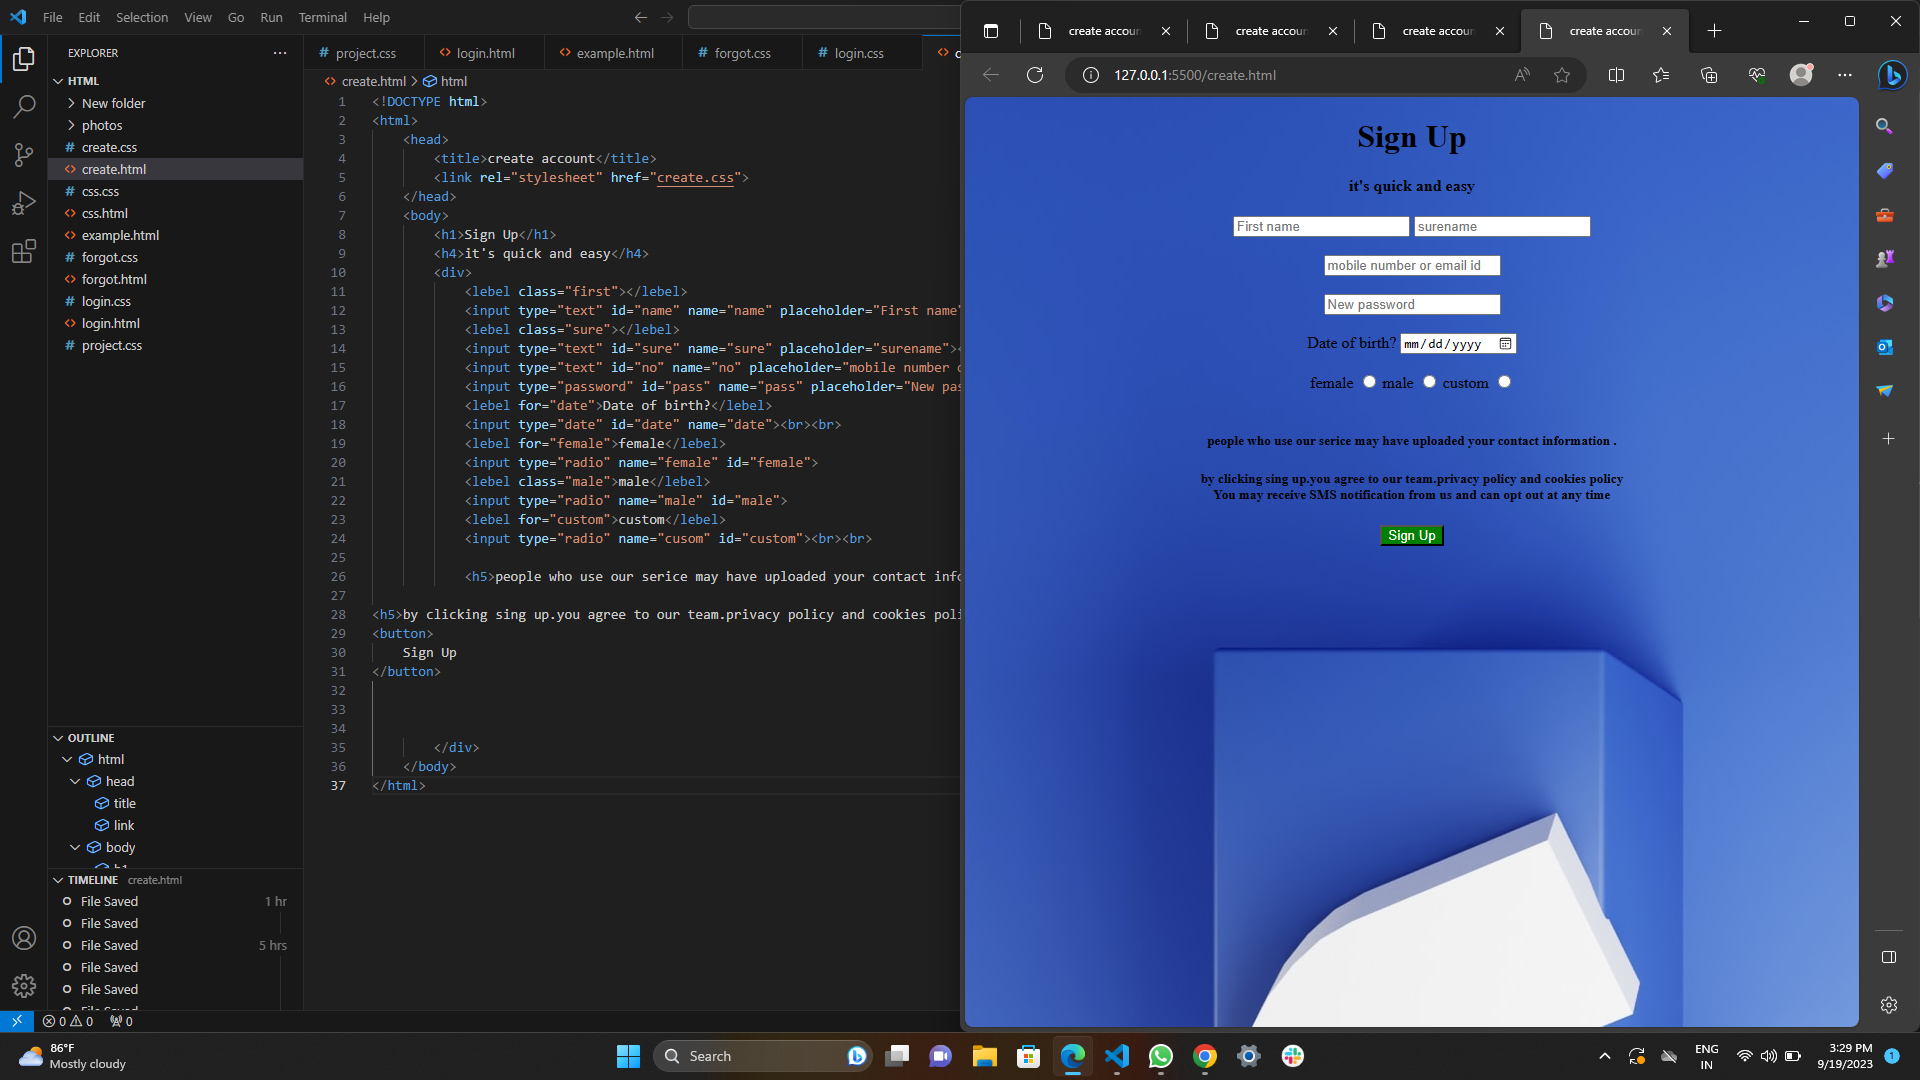 File Edit Selection View Go Run Terminal Help
EXPLORER
HTML
New folder
photos
# create.css
<> create.html
# css.css
<> css.html
<> example.html
# forgot.css
<> forgot.html
# login.css
<> login.html
# project.css
OUTLINE
html
head
title
link
body
TIMELINE create.html
File Saved 1 hr
File Saved
File Saved 5 hrs
File Saved
File Saved
File Saved
0 0 0
# project.css <> login.html <> example.html # forgot.css # login.css <>
<> create.html > html
1 <!DOCTYPE html>
2 <html>
3 <head>
4 <title>create account</title>
5 <link rel="stylesheet" href="create.css">
6 </head>
7 <body>
8 <h1>Sign Up</h1>
9 <h4>it's quick and easy</h4>
10 <div>
11 <lebel class="first"></lebel>
12 <input type="text" id="name" name="name" placeholder="First name"
13 <lebel class="sure"></lebel>
14 <input type="text" id="sure" name="sure" placeholder="surename"><
15 <input type="text" id="no" name="no" placeholder="mobile number o
16 <input type="password" id="pass" name="pass" placeholder="New pas
17 <lebel for="date">Date of birth?</lebel>
18 <input type="date" id="date" name="date"><br><br>
19 <lebel for="female">female</lebel>
20 <input type="radio" name="female" id="female">
21 <lebel class="male">male</lebel>
22 <input type="radio" name="male" id="male">
23 <lebel for="custom">custom</lebel>
24 <input type="radio" name="cusom" id="custom"><br><br>
25
26 <h5>people who use our serice may have uploaded your contact info
27
28 <h5>by clicking sing up.you agree to our team.privacy policy and cookies poli
29 <button>
30 Sign Up
31 </button>
32
33
34
35 </div>
36 </body>
37 </html>
create accoun create accoun create accoun create accoun
127.0.0.1:5500/create.html
Sign Up
it's quick and easy
First name surename
mobile number or email id
New password
Date of birth? mm/dd/yyyy
female male custom
people who use our serice may have uploaded your contact information .
by clicking sing up.you agree to our team.privacy policy and cookies policy
You may receive SMS notification from us and can opt out at any time
Sign Up
86°F
Mostly cloudy
Search
ENG
IN
3:29 PM
9/19/2023
1